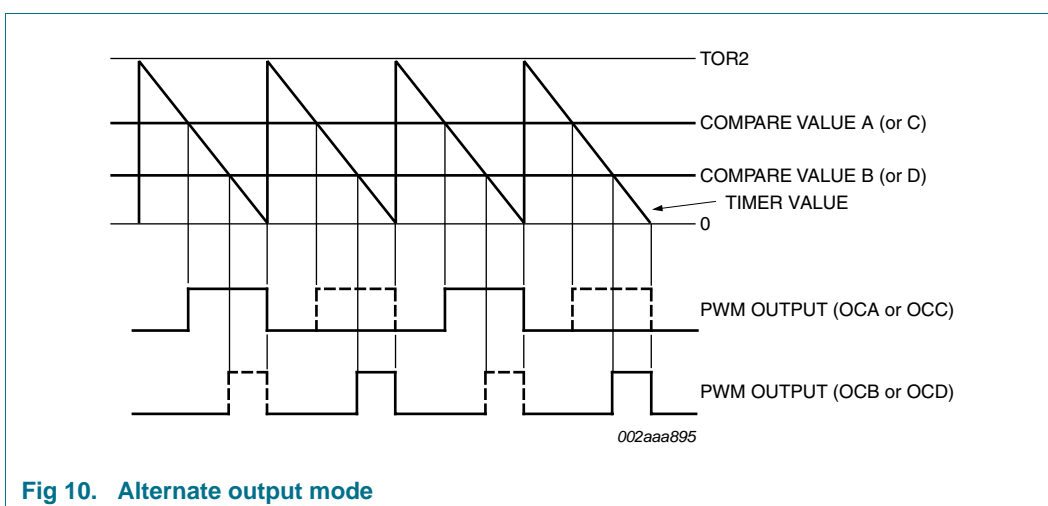 TOR2
COMPARE VALUE A (or C)
COMPARE VALUE B (or D)
TIMER VALUE
0
PWM OUTPUT (OCA or OCC)
PWM OUTPUT (OCB or OCD)
002aaa895
Fig 10. Alternate output mode